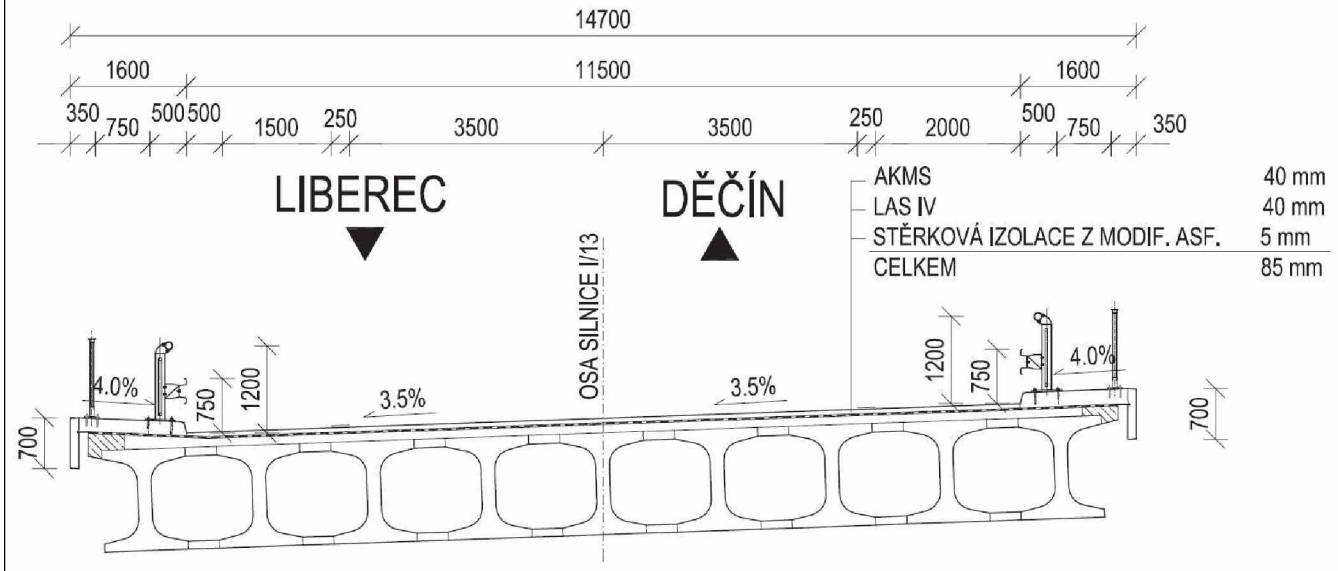 14700
1600 11500 1600
350 750 500 500 1500 250 3500 3500 250 2000 500 750 350
LIBEREC DĚČÍN
AKMS 40 mm
LAS IV 40 mm
STĚRKOVÁ IZOLACE Z MODIF. ASF. 5 mm
CELKEM 85 mm
OSA SILNICE I/13
4.0% 750 1200 3.5% 3.5% 1200 750 4.0%
700 700